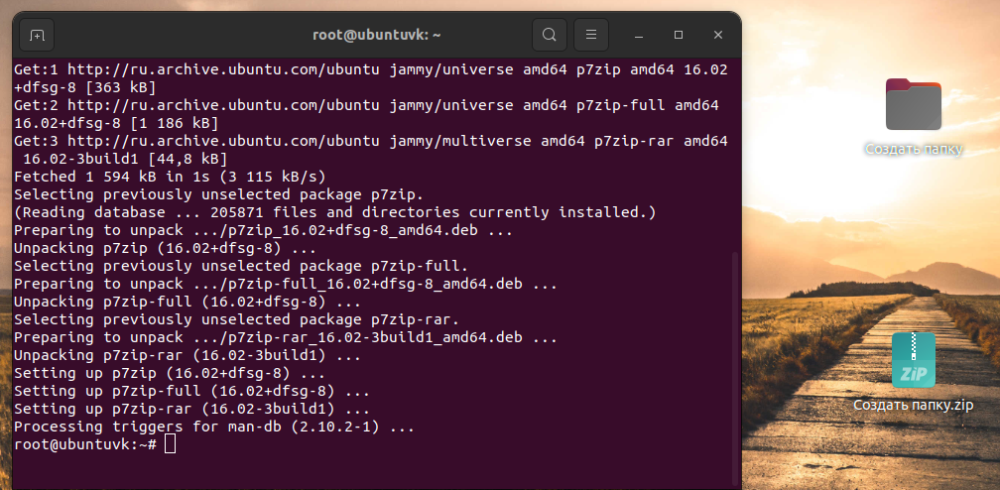 root@ubuntuvk: ~
Get:1 http://ru.archive.ubuntu.com/ubuntu jammy/universe amd64 p7zip amd64 16.02
+dfsg-8 [363 kB]
Get:2 http://ru.archive.ubuntu.com/ubuntu jammy/universe amd64 p7zip-full amd64
16.02+dfsg-8 [1 186 kB]
Get:3 http://ru.archive.ubuntu.com/ubuntu jammy/multiverse amd64 p7zip-rar amd64
 16.02-3build1 [44,8 kB]
Fetched 1 594 kB in 1s (3 115 kB/s)
Selecting previously unselected package p7zip.
(Reading database ... 205871 files and directories currently installed.)
Preparing to unpack .../p7zip_16.02+dfsg-8_amd64.deb ...
Unpacking p7zip (16.02+dfsg-8) ...
Selecting previously unselected package p7zip-full.
Preparing to unpack .../p7zip-full_16.02+dfsg-8_amd64.deb ...
Unpacking p7zip-full (16.02+dfsg-8) ...
Selecting previously unselected package p7zip-rar.
Preparing to unpack .../p7zip-rar_16.02-3build1_amd64.deb ...
Unpacking p7zip-rar (16.02-3build1) ...
Setting up p7zip (16.02+dfsg-8) ...
Setting up p7zip-full (16.02+dfsg-8) ...
Setting up p7zip-rar (16.02-3build1) ...
Processing triggers for man-db (2.10.2-1) ...
root@ubuntuvk:~#
Создать папку
ZIP
Создать папку.zip